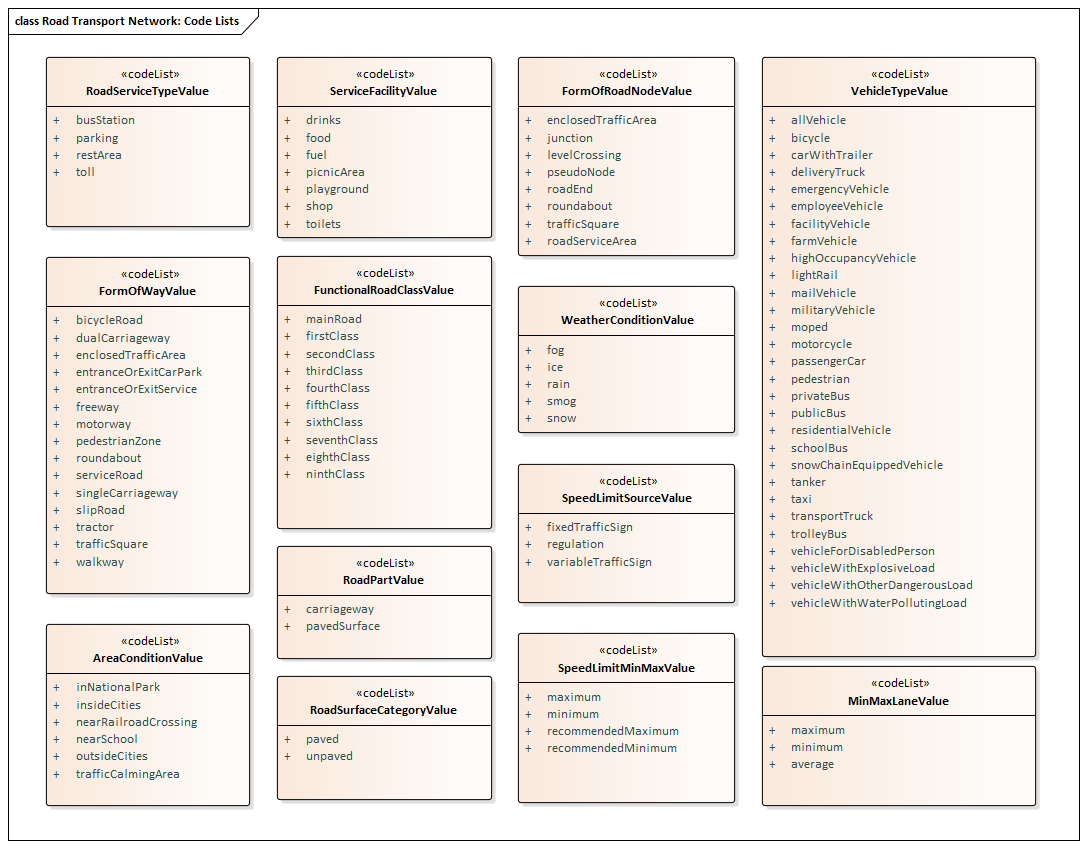 class Road Transport Network: Code Lists
«codeList»
RoadServiceTypeValue
+ busStation
+ parking
+ restArea
+ toll
«codeList»
FormOfWayValue
+ bicycleRoad
+ dualCarriageway
+ enclosedTrafficArea
+ entranceOrExitCarPark
+ entranceOrExitService
+ freeway
+ motorway
+ pedestrianZone
+ roundabout
+ serviceRoad
+ singleCarriageway
+ slipRoad
+ tractor
+ trafficSquare
+ walkway
«codeList»
AreaConditionValue
+ inNationalPark
+ insideCities
+ nearRailroadCrossing
+ nearSchool
+ outsideCities
+ trafficCalmingArea
«codeList»
ServiceFacilityValue
+ drinks
+ food
+ fuel
+ picnicArea
+ playground
+ shop
+ toilets
«codeList»
FunctionalRoadClassValue
+ mainRoad
+ firstClass
+ secondClass
+ thirdClass
+ fourthClass
+ fifthClass
+ sixthClass
+ seventhClass
+ eighthClass
+ ninthClass
«codeList»
RoadPartValue
+ carriageway
+ pavedSurface
«codeList»
RoadSurfaceCategoryValue
+ paved
+ unpaved
«codeList»
FormOfRoadNodeValue
+ enclosedTrafficArea
+ junction
+ levelCrossing
+ pseudoNode
+ roadEnd
+ roundabout
+ trafficSquare
+ roadServiceArea
«codeList»
WeatherConditionValue
+ fog
+ ice
+ rain
+ smog
+ snow
«codeList»
SpeedLimitSourceValue
+ fixedTrafficSign
+ regulation
+ variableTrafficSign
«codeList»
SpeedLimitMinMaxValue
+ maximum
+ minimum
+ recommendedMaximum
+ recommendedMinimum
«codeList»
VehicleTypeValue
+ allVehicle
+ bicycle
+ carWithTrailer
+ deliveryTruck
+ emergencyVehicle
+ employeeVehicle
+ facilityVehicle
+ farmVehicle
+ highOccupancyVehicle
+ lightRail
+ mailVehicle
+ militaryVehicle
+ moped
+ motorcycle
+ passengerCar
+ pedestrian
+ privateBus
+ publicBus
+ residentialVehicle
+ schoolBus
+ snowChainEquippedVehicle
+ tanker
+ taxi
+ transportTruck
+ trolleyBus
+ vehicleForDisabledPerson
+ vehicleWithExplosiveLoad
+ vehicleWithOtherDangerousLoad
+ vehicleWithWaterPollutingLoad
«codeList»
MinMaxLaneValue
+ maximum
+ minimum
+ average